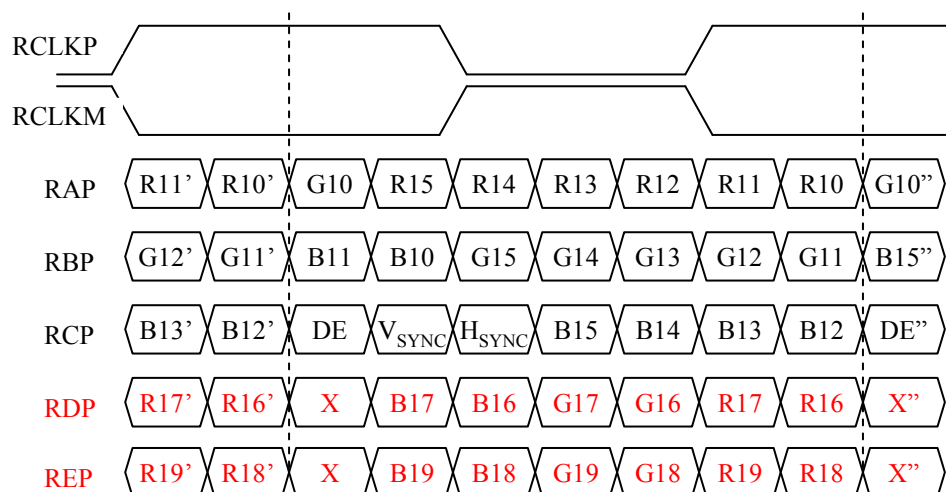 RCLKP
RCLKM
RAP R11’ R10’ G10 R15 R14 R13 R12 R11 R10 G10”
RBP G12’ G11’ B11 B10 G15 G14 G13 G12 G11 B15”
RCP B13’ B12’ DE VSYNC HSYNC B15 B14 B13 B12 DE”
RDP R17’ R16’ X B17 B16 G17 G16 R17 R16 X”
REP R19’ R18’ X B19 B18 G19 G18 R19 R18 X”